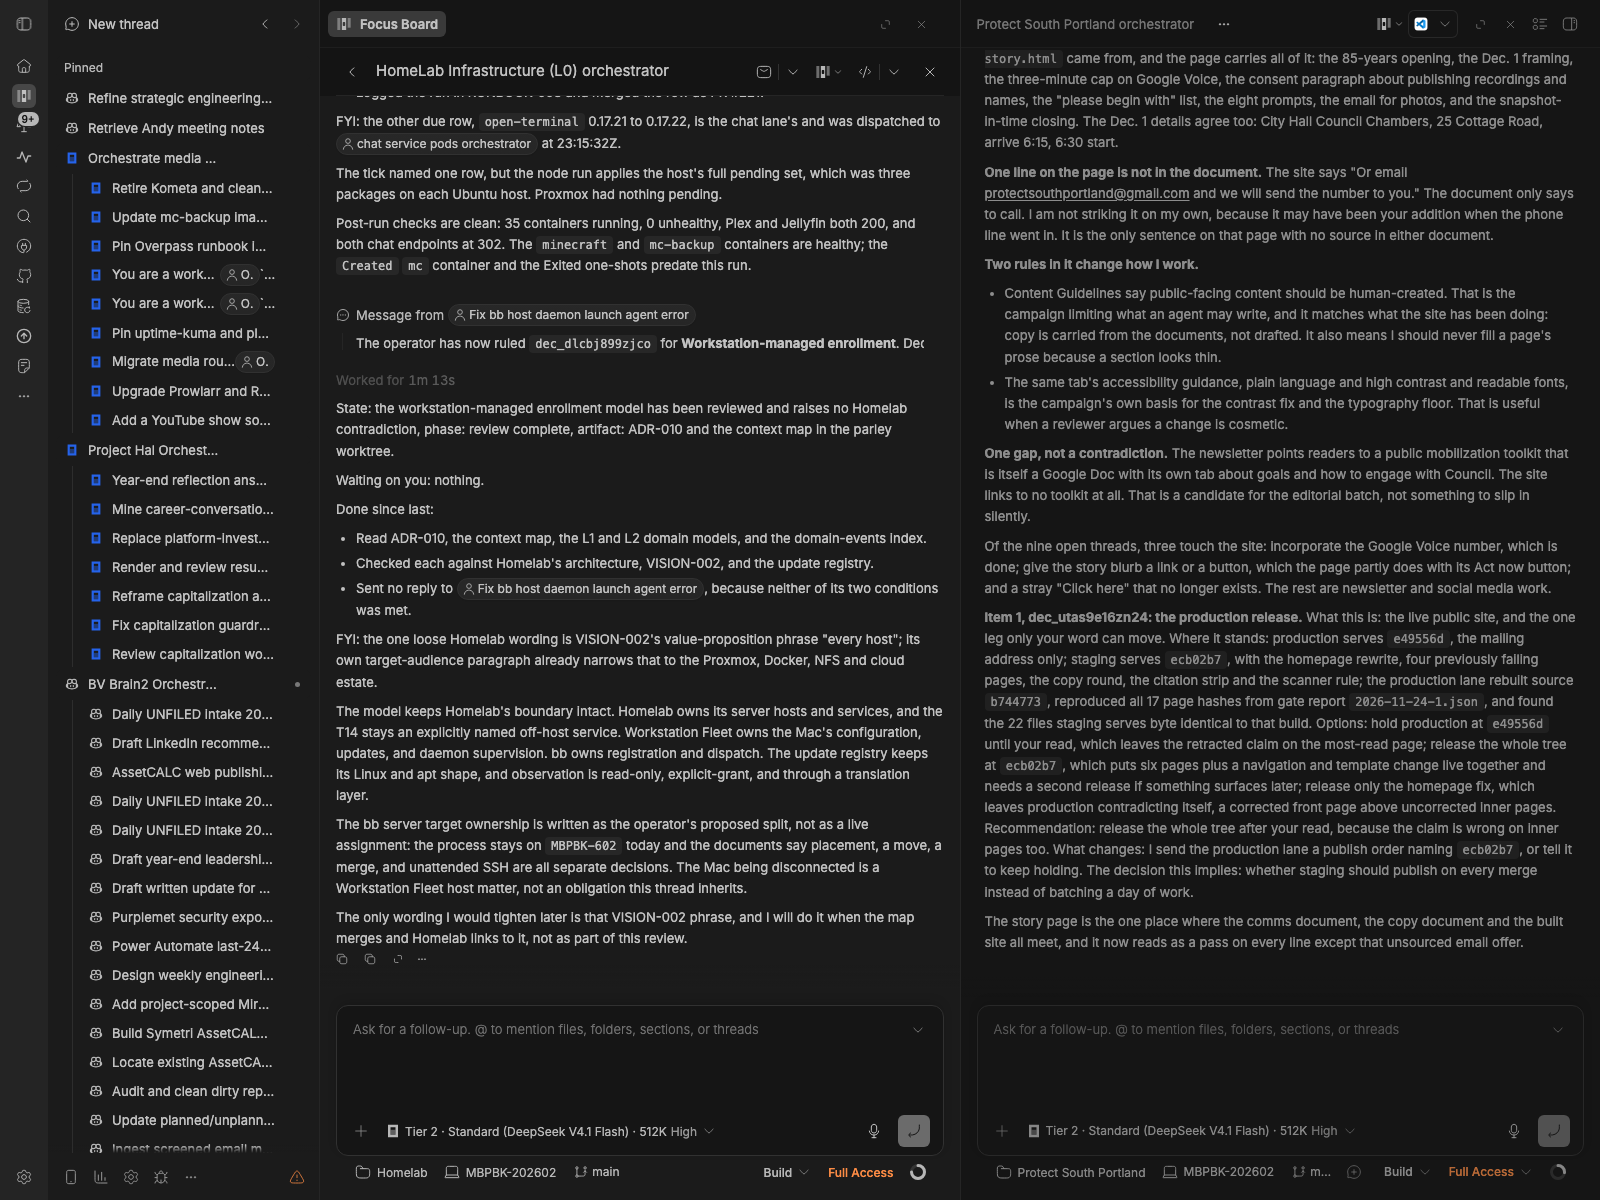 New thread
Pinned
Refine strategic engineering...
Retrieve Andy meeting notes
Orchestrate media ...
Retire Kometa and clean...
Update mc-backup ima...
Pin Overpass runbook i...
You are a work... O. `...
You are a work... O. `...
Pin uptime-kuma and pl...
Migrate media rou... O.
Upgrade Prowlarr and R...
Add a YouTube show so...
Project Hal Orchest...
Year-end reflection ans...
Mine career-conversatio...
Replace platform-invest...
Render and review resu...
Reframe capitalization a...
Fix capitalization guardr...
Review capitalization wo...
BV Brain2 Orchestr...
Daily UNFILED intake 20...
Draft LinkedIn recomme...
AssetCALC web publishi...
Daily UNFILED intake 20...
Daily UNFILED intake 20...
Draft year-end leadershi...
Draft written update for ...
Purplemet security expo...
Power Automate last-24...
Design weekly engineeri...
Add project-scoped Mir...
Build Symetri AssetCAL...
Locate existing AssetCA...
Audit and clean dirty rep...
Update planned/unplann...
Ingest screened email m...
9+
Focus Board
HomeLab Infrastructure (L0) orchestrator
FYI: the other due row, open-terminal 0.17.21 to 0.17.22, is the chat lane's and was dispatched to
chat service pods orchestrator at 23:15:32Z.
The tick named one row, but the node run applies the host's full pending set, which was three
packages on each Ubuntu host. Proxmox had nothing pending.
Post-run checks are clean: 35 containers running, 0 unhealthy, Plex and Jellyfin both 200, and
both chat endpoints at 302. The minecraft and mc-backup containers are healthy; the
Created mc container and the Exited one-shots predate this run.
Message from Fix bb host daemon launch agent error
The operator has now ruled dec_dlcbj899zjco for Workstation-managed enrollment. Dec
Worked for 1m 13s
State: the workstation-managed enrollment model has been reviewed and raises no Homelab
contradiction, phase: review complete, artifact: ADR-010 and the context map in the parley
worktree.
Waiting on you: nothing.
Done since last:
• Read ADR-010, the context map, the L1 and L2 domain models, and the domain-events index.
• Checked each against Homelab's architecture, VISION-002, and the update registry.
• Sent no reply to Fix bb host daemon launch agent error , because neither of its two conditions
was met.
FYI: the one loose Homelab wording is VISION-002's value-proposition phrase "every host"; its
own target-audience paragraph already narrows that to the Proxmox, Docker, NFS and cloud
estate.
The model keeps Homelab's boundary intact. Homelab owns its server hosts and services, and the
T14 stays an explicitly named off-host service. Workstation Fleet owns the Mac's configuration,
updates, and daemon supervision. bb owns registration and dispatch. The update registry keeps
its Linux and apt shape, and observation is read-only, explicit-grant, and through a translation
layer.
The bb server target ownership is written as the operator's proposed split, not as a live
assignment: the process stays on MBPBK-602 today and the documents say placement, a move, a
merge, and unattended SSH are all separate decisions. The Mac being disconnected is a
Workstation Fleet host matter, not an obligation this thread inherits.
The only wording I would tighten later is that VISION-002 phrase, and I will do it when the map
merges and Homelab links to it, not as part of this review.
Ask for a follow-up. @ to mention files, folders, sections, or threads
Tier 2 · Standard (DeepSeek V4.1 Flash) · 512K High
Homelab MBPBK-202602 main Build Full Access
Protect South Portland orchestrator
story.html came from, and the page carries all of it: the 85-years opening, the Dec. 1 framing,
the three-minute cap on Google Voice, the consent paragraph about publishing recordings and
names, the "please begin with" list, the eight prompts, the email for photos, and the snapshot-
in-time closing. The Dec. 1 details agree too: City Hall Council Chambers, 25 Cottage Road,
arrive 6:15, 6:30 start.
One line on the page is not in the document. The site says "Or email
protectsouthportland@gmail.com and we will send the number to you." The document only says
to call. I am not striking it on my own, because it may have been your addition when the phone
line went in. It is the only sentence on that page with no source in either document.
Two rules in it change how I work.
• Content Guidelines say public-facing content should be human-created. That is the
campaign limiting what an agent may write, and it matches what the site has been doing:
copy is carried from the documents, not drafted. It also means I should never fill a page's
prose because a section looks thin.
• The same tab's accessibility guidance, plain language and high contrast and readable fonts,
is the campaign's own basis for the contrast fix and the typography floor. That is useful
when a reviewer argues a change is cosmetic.
One gap, not a contradiction. The newsletter points readers to a public mobilization toolkit that
is itself a Google Doc with its own tab about goals and how to engage with Council. The site
links to no toolkit at all. That is a candidate for the editorial batch, not something to slip in
silently.
Of the nine open threads, three touch the site: incorporate the Google Voice number, which is
done; give the story blurb a link or a button, which the page partly does with its Act now button;
and a stray "Click here" that no longer exists. The rest are newsletter and social media work.
Item 1, dec_utas9e16zn24: the production release. What this is: the live public site, and the one
leg only your word can move. Where it stands: production serves e49556d , the mailing
address only; staging serves ecb02b7 , with the homepage rewrite, four previously failing
pages, the copy round, the citation strip and the scanner rule; the production lane rebuilt source
b744773 , reproduced all 17 page hashes from gate report 2026-11-24-1.json , and found
the 22 files staging serves byte identical to that build. Options: hold production at e49556d
until your read, which leaves the retracted claim on the most-read page; release the whole tree
at ecb02b7 , which puts six pages plus a navigation and template change live together and
needs a second release if something surfaces later; release only the homepage fix, which
leaves production contradicting itself, a corrected front page above uncorrected inner pages.
Recommendation: release the whole tree after your read, because the claim is wrong on inner
pages too. What changes: I send the production lane a publish order naming ecb02b7 , or tell it
to keep holding. The decision this implies: whether staging should publish on every merge
instead of batching a day of work.
The story page is the one place where the comms document, the copy document and the built
site all meet, and it now reads as a pass on every line except that unsourced email offer.
Ask for a follow-up. @ to mention files, folders, sections, or threads
Tier 2 · Standard (DeepSeek V4.1 Flash) · 512K High
Protect South Portland MBPBK-202602 m... Build Full Access